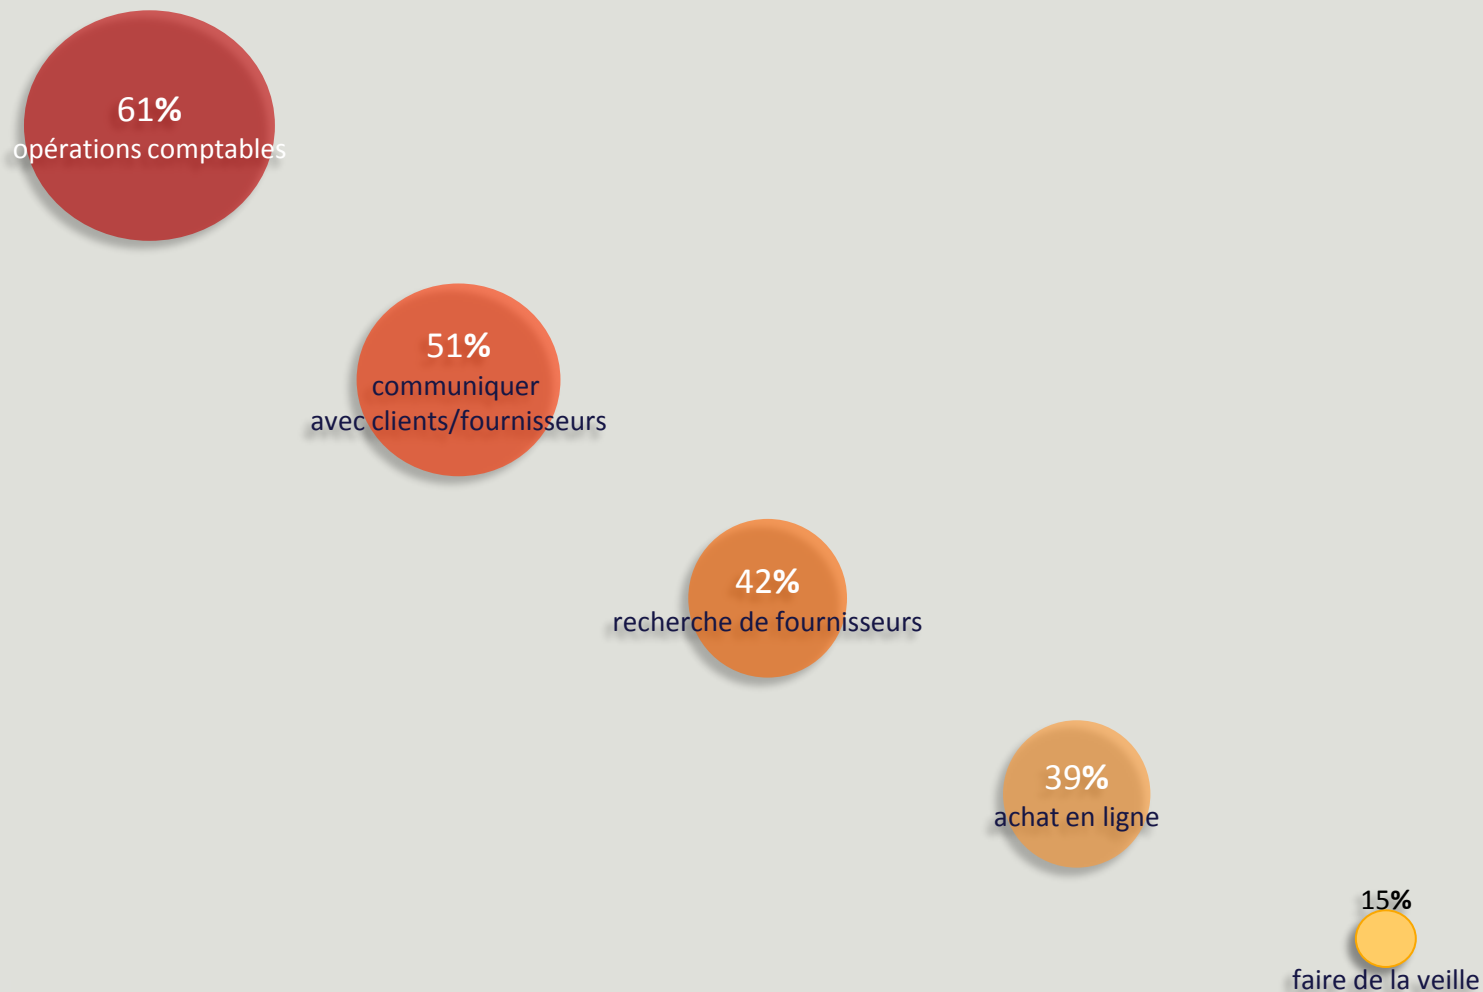 61%
opérations comptables
51%
communiquer
avec clients/fournisseurs
42%
recherche de fournisseurs
39%
achat en ligne
15%
faire de la veille